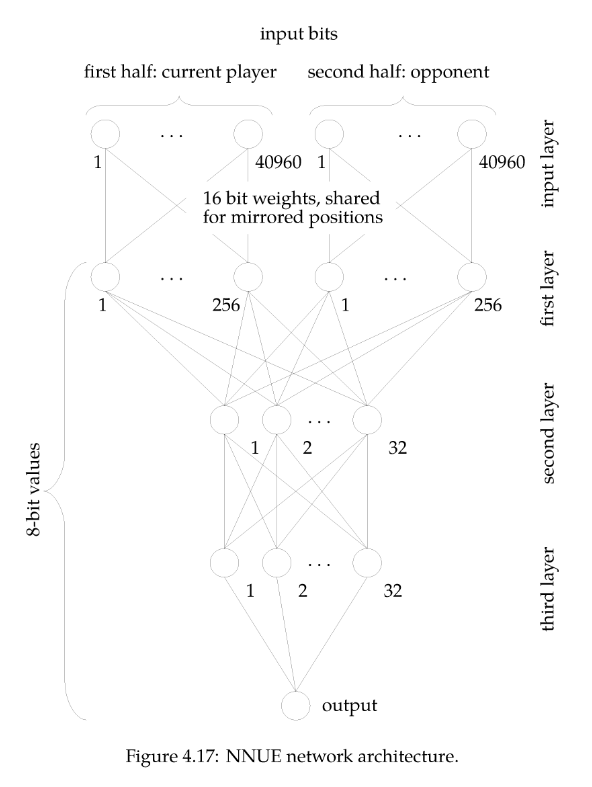 input bits
first half: current player second half: opponent
. . . . . .
1 40960 1 40960
input layer
16 bit weights, shared
for mirrored positions
. . . . . .
1 256 1 256
first layer
. . .
1 2 32
second layer
8-bit values
. . .
1 2 32
third layer
output
Figure 4.17: NNUE network architecture.